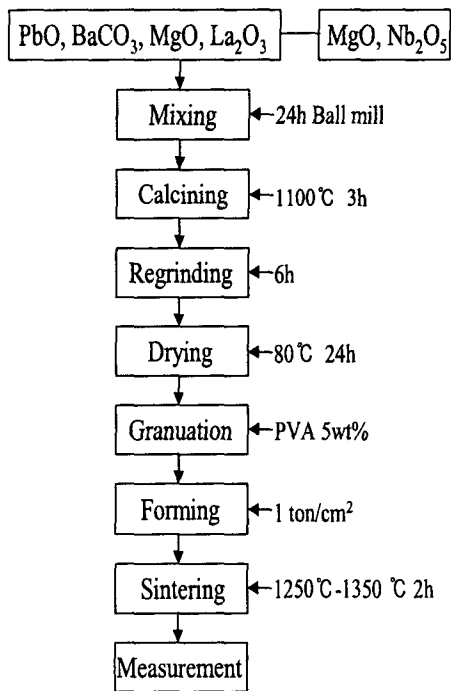 PbO, BaCO₃, MgO, La₂O₃
MgO, Nb₂O₅
Mixing
24h Ball mill
Calcining
1100℃ 3h
Regrinding
6h
Drying
80℃ 24h
Granuation
PVA 5wt%
Forming
1 ton/cm²
Sintering
1250℃-1350 ℃ 2h
Measurement